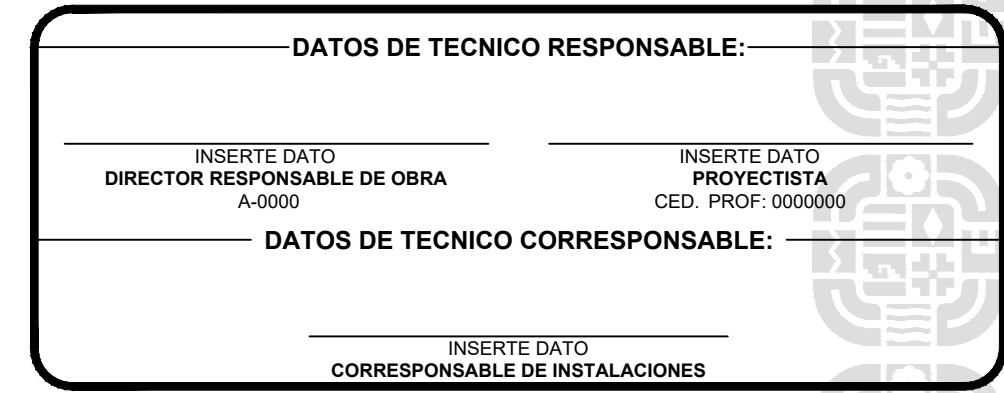 DATOS DE TECNICO RESPONSABLE:
INSERTE DATO
DIRECTOR RESPONSABLE DE OBRA
A-0000
INSERTE DATO
PROYECTISTA
CED. PROF: 0000000
DATOS DE TECNICO CORRESPONSABLE:
INSERTE DATO
CORRESPONSABLE DE INSTALACIONES